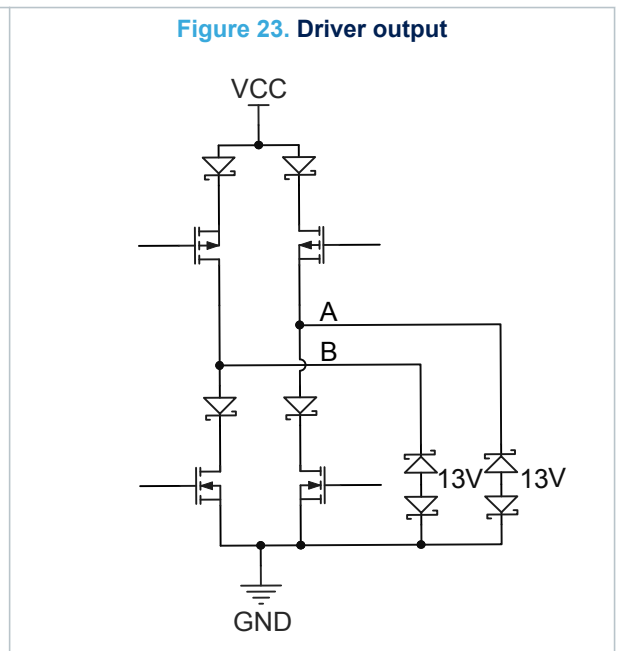 Figure 23. Driver output
VCC
A
B
13V 13V
GND